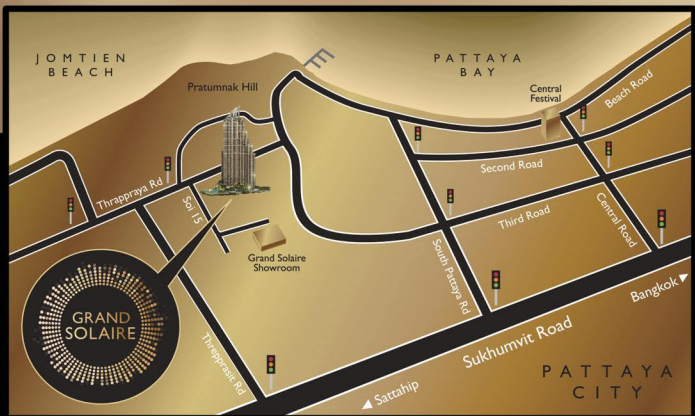 JOMTIEN
BEACH
PATTAYA
BAY
Pratumnak Hill
Central
Festival
Beach Road
Second Road
Thrappraya Rd
Soi 15
Third Road
Central Road
Grand Solaire
Showroom
South Pattaya Rd
GRAND
SOLAIRE
Bangkok
Sukhumvit Road
Threpprasit Rd
Sattahip
PATTAYA
CITY